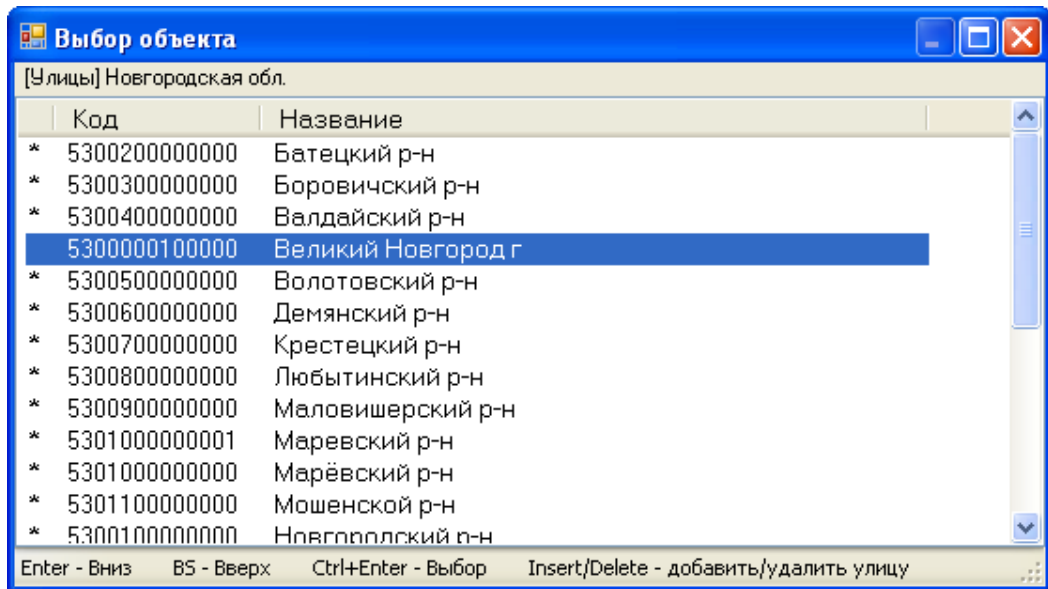 Выбор объекта
[Улицы] Новгородская обл.
Код Название
* 5300200000000 Батецкий р-н
* 5300300000000 Боровичский р-н
* 5300400000000 Валдайский р-н
5300000100000 Великий Новгород г
* 5300500000000 Волотовский р-н
* 5300600000000 Демянский р-н
* 5300700000000 Крестецкий р-н
* 5300800000000 Любытинский р-н
* 5300900000000 Маловишерский р-н
* 5301000000001 Маревский р-н
* 5301000000000 Марёвский р-н
* 5301100000000 Мошенской р-н
* 5300100000000 Новгородский р-н
Enter - Вниз BS - Вверх Ctrl+Enter - Выбор Insert/Delete - добавить/удалить улицу